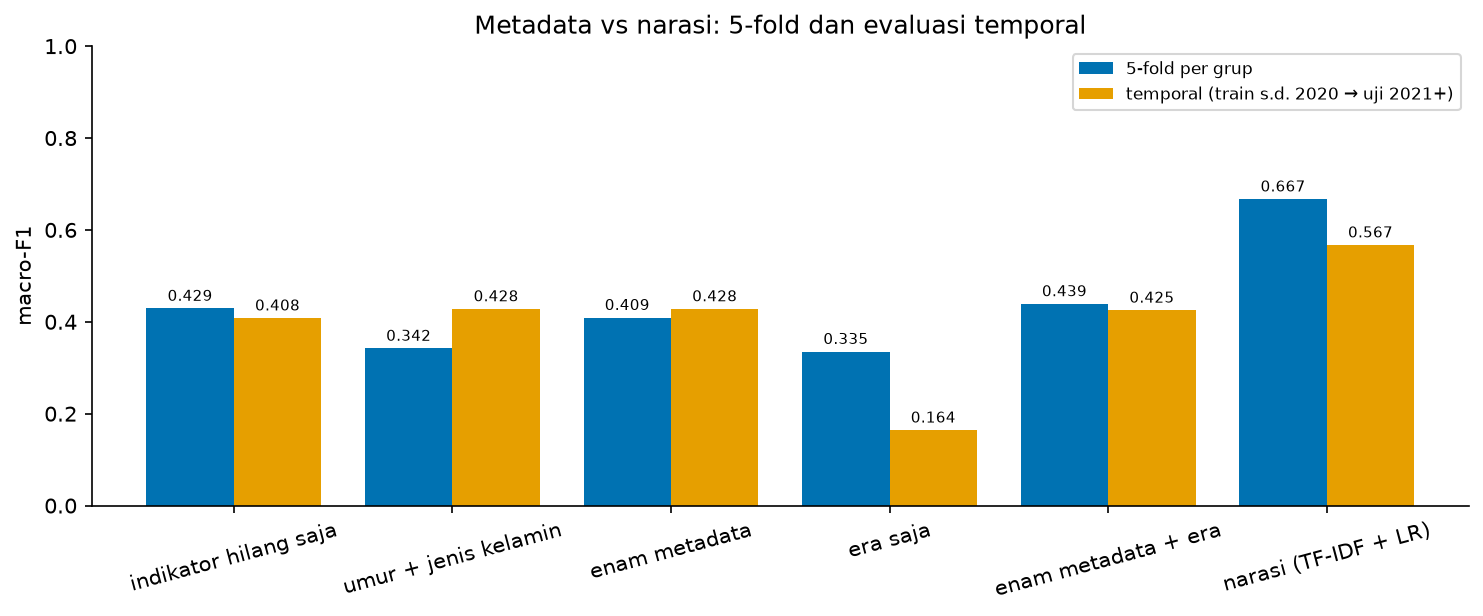 Metadata vs narasi: 5-fold dan evaluasi temporal
5-fold per grup
temporal (train s.d. 2020 → uji 2021+)
macro-F1
1.0
0.8
0.6
0.4
0.2
0.0
0.429
0.408
0.342
0.428
0.409
0.428
0.335
0.164
0.439
0.425
0.667
0.567
indikator hilang saja
umur + jenis kelamin
enam metadata
era saja
enam metadata + era
narasi (TF-IDF + LR)